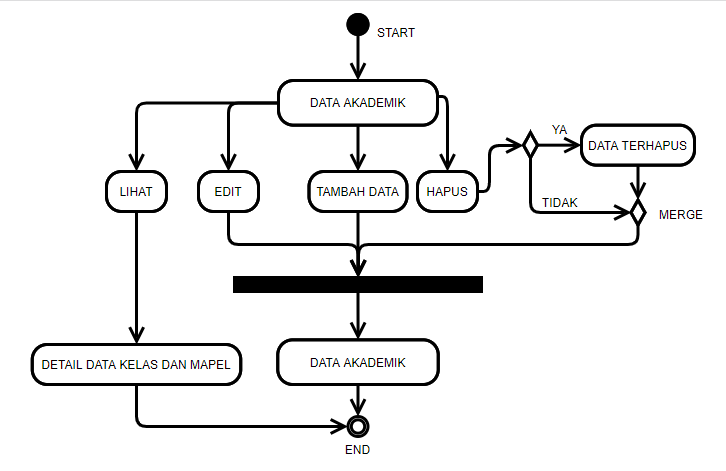 START
DATA AKADEMIK
YA
DATA TERHAPUS
LIHAT
EDIT
TAMBAH DATA
HAPUS
TIDAK
MERGE
DETAIL DATA KELAS DAN MAPEL
DATA AKADEMIK
END